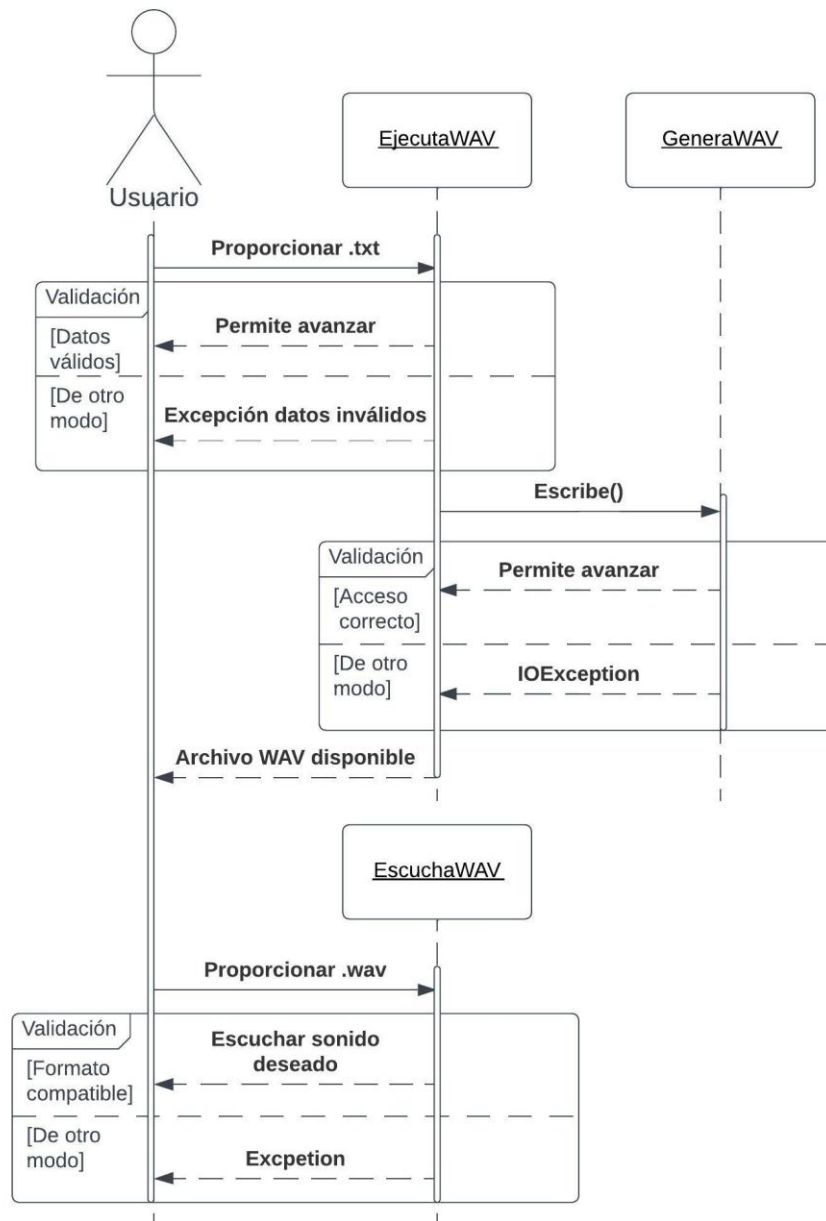 EjecutaWAV
GeneraWAV
Usuario
Proporcionar .txt
Validación
[Datos
válidos]
Permite avanzar
[De otro
modo]
Excepción datos inválidos
Escribe()
Validación
[Acceso
correcto]
Permite avanzar
[De otro
modo]
IOException
Archivo WAV disponible
EscuchaWAV
Proporcionar .wav
Validación
[Formato
compatible]
Escuchar sonido
deseado
[De otro
modo]
Excpetion